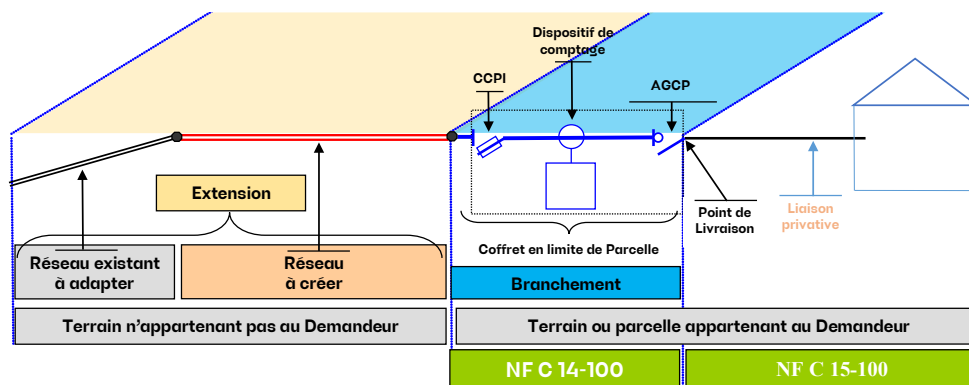 Dispositif de
comptage
CCPI
AGCP
Extension
Point de
Livraison
Liaison
privative
Coffret en limite de Parcelle
Réseau existant
à adapter
Réseau
à créer
Branchement
Terrain n'appartenant pas au Demandeur
Terrain ou parcelle appartenant au Demandeur
NF C 14-100
NF C 15-100